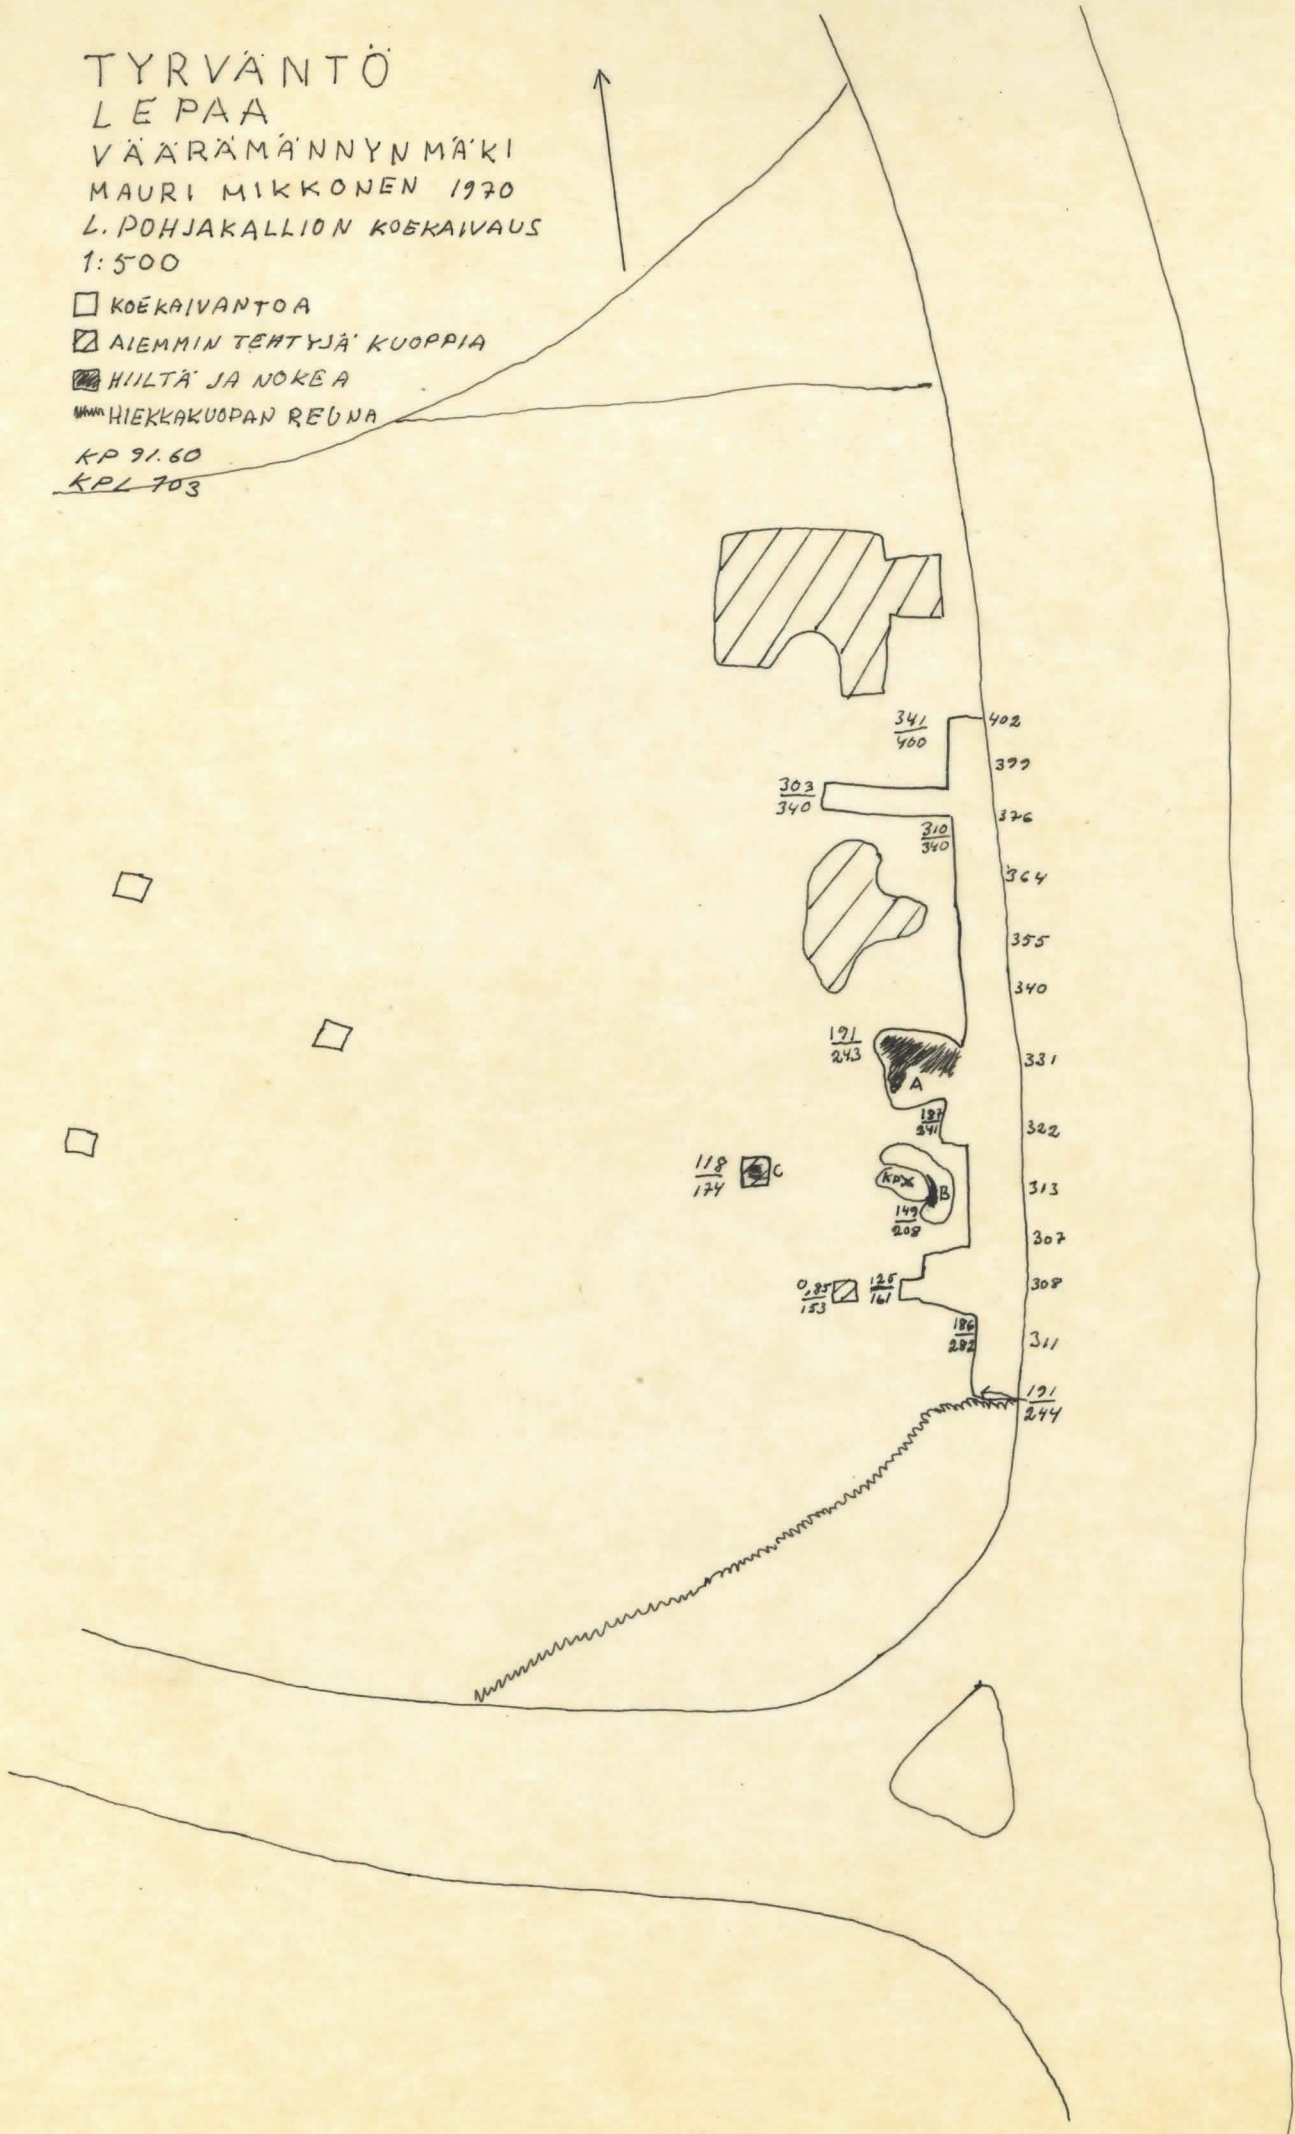 TYRVÄNTÖ
LEPAA
VÄÄRÄMÄNNYNMÄKI
MAURI MIKKONEN 1970
L. POHJAKALLION KOEKAIVAUS
1:500
KOEKAIVANTOA
AIEMMIN TEHTYJÄ KUOPPIA
HIILTÄ JA NOKEA
HIEKKAKUOPAN REUNA
KP 91.60
KPL 703
341
400
402
399
303
340
376
310
340
364
355
340
191
243
331
A
187
241
322
118
174
C
KP X
B
313
149
208
307
0,85
153
125
161
308
186
282
311
191
244